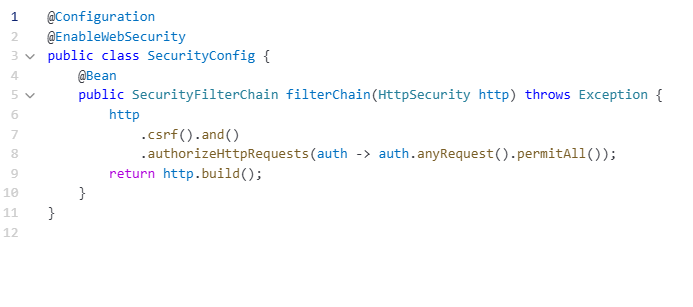 1 @Configuration
2 @EnableWebSecurity
3 public class SecurityConfig {
4     @Bean
5     public SecurityFilterChain filterChain(HttpSecurity http) throws Exception {
6         http
7             .csrf().and()
8             .authorizeHttpRequests(auth -> auth.anyRequest().permitAll());
9         return http.build();
10     }
11 }
12